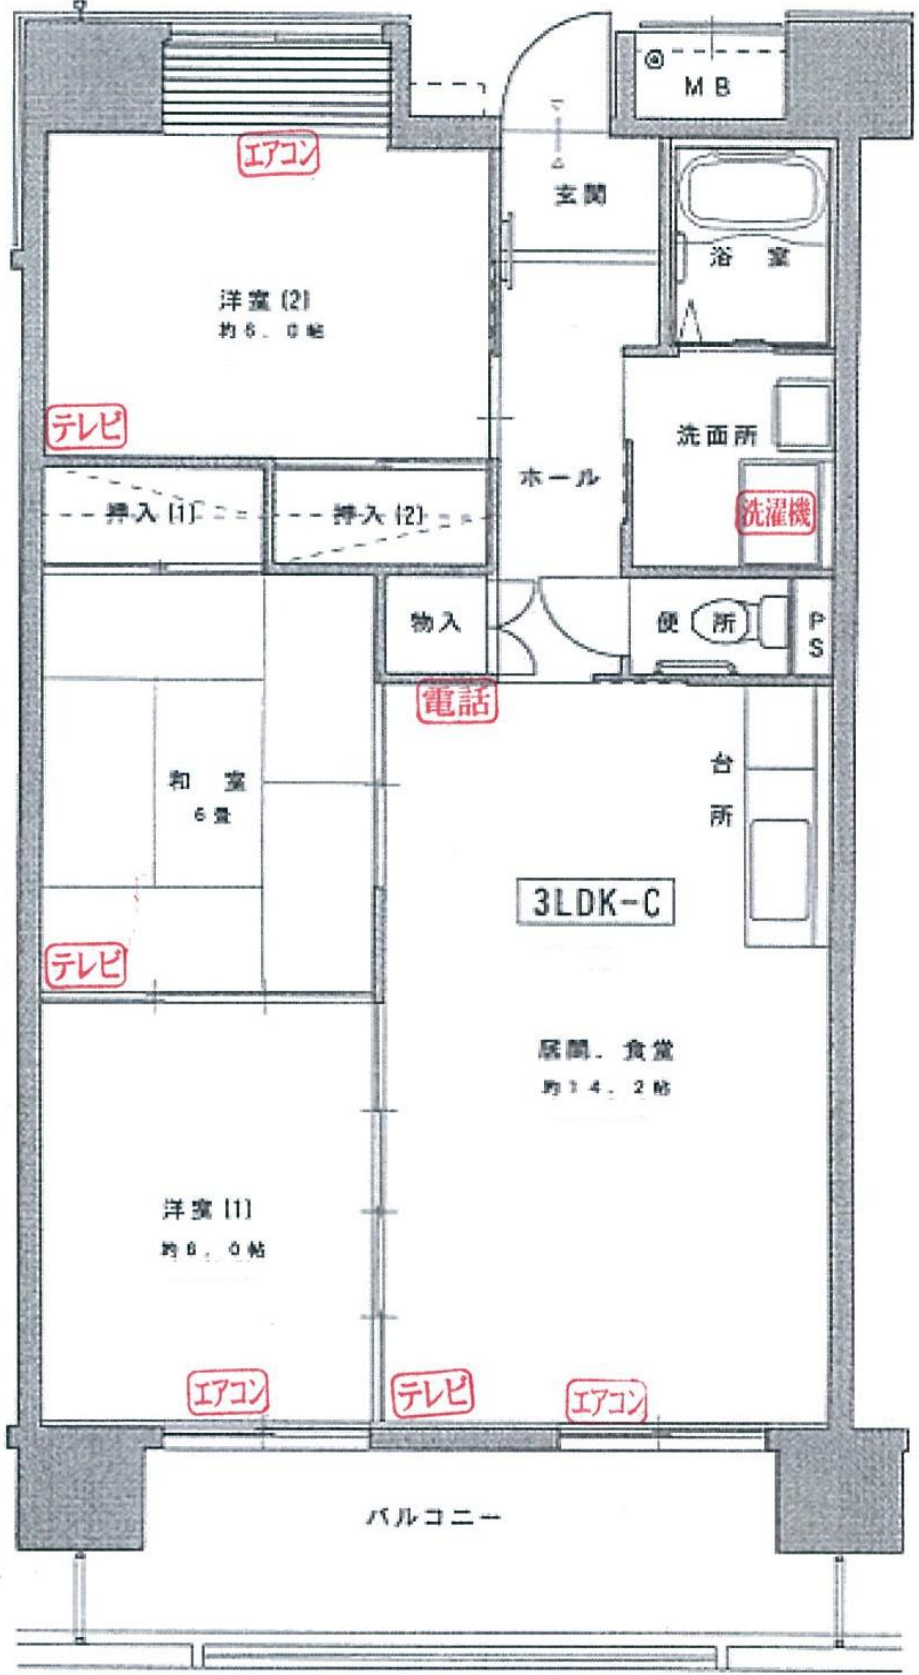 MB
エアコン
玄関
浴室
洋室(2)
約6.0帖
テレビ
洗面所
ホール
押入(1)
押入(2)
洗濯機
物入
便所
PS
電話
台所
和室
6畳
3LDK-C
テレビ
居間.食堂
約14.2帖
洋室(1)
約6.0帖
エアコン
テレビ
エアコン
バルコニー